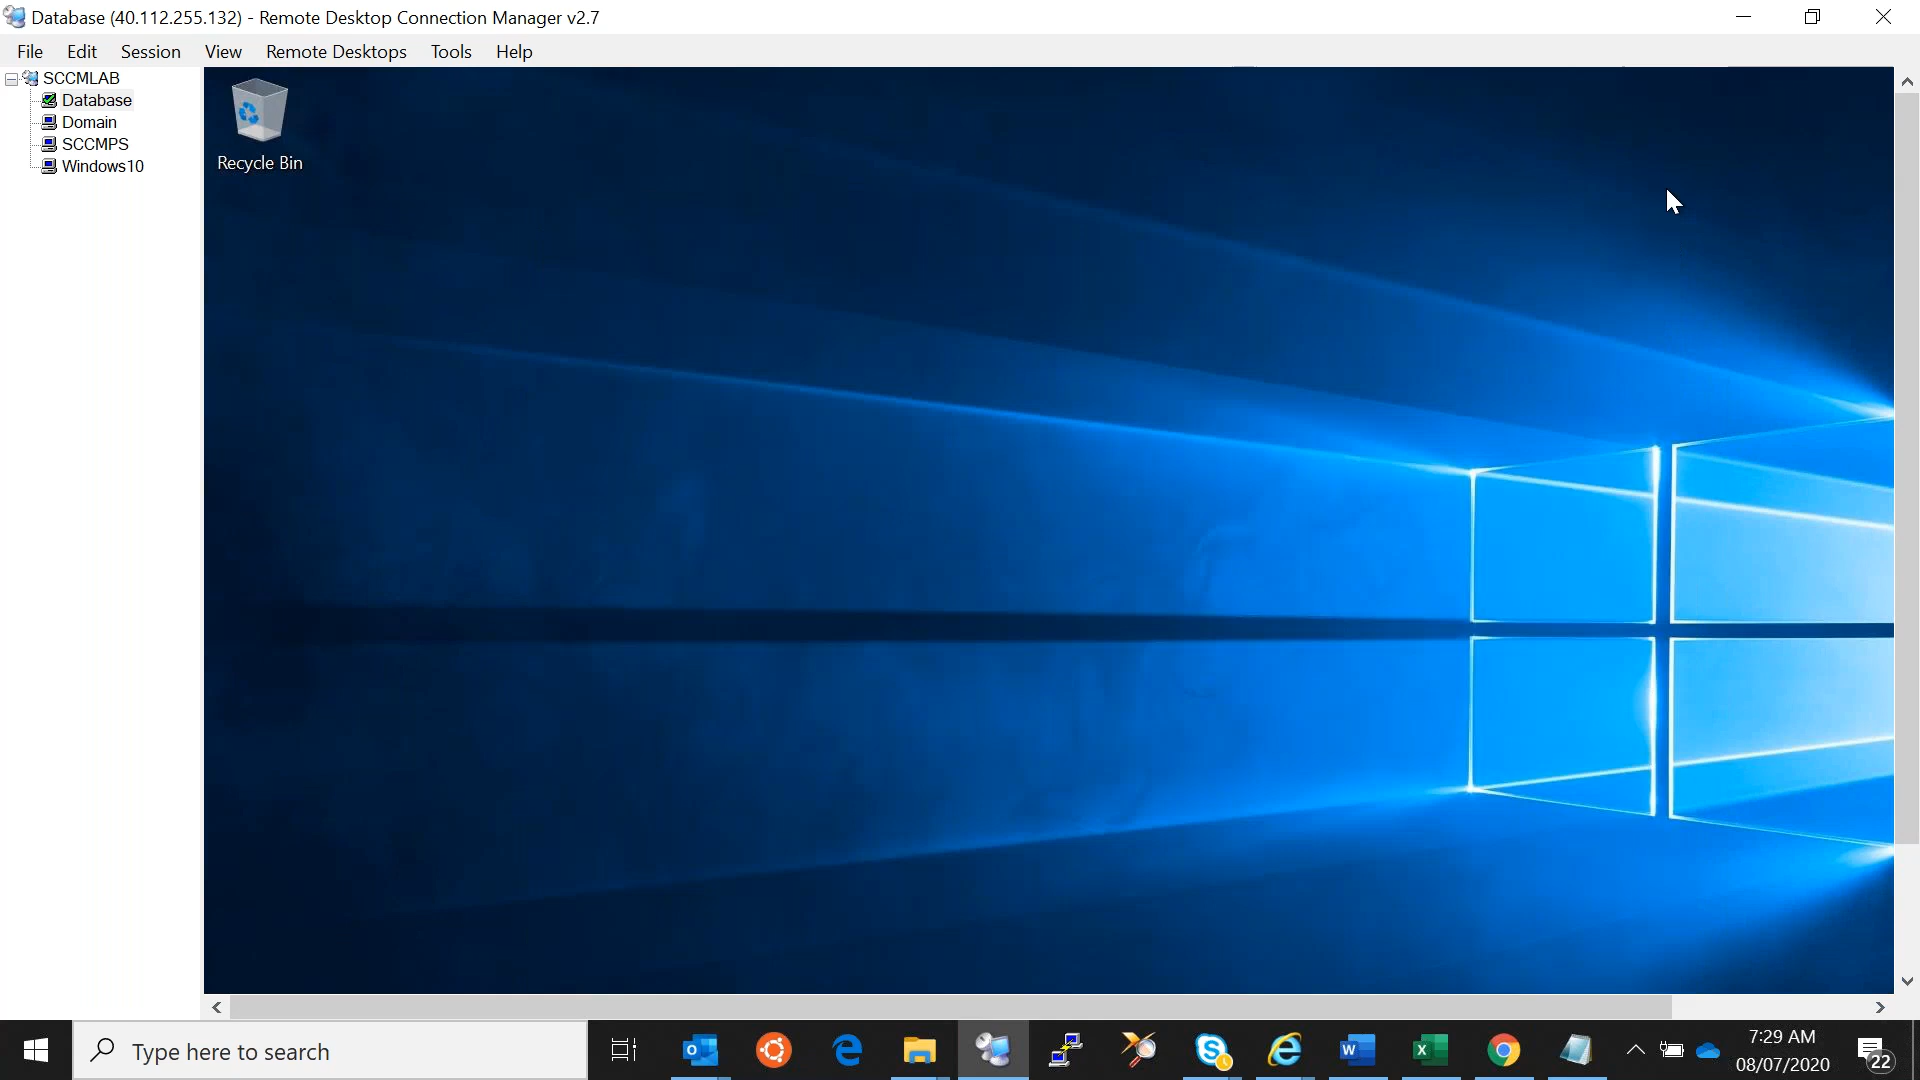 Database (40.112.255.132) - Remote Desktop Connection Manager v2.7
File Edit Session View Remote Desktops Tools Help
SCCMLAB
Database
Domain
SCCMPS
Windows10
Recycle Bin
Type here to search
7:29 AM
08/07/2020
22